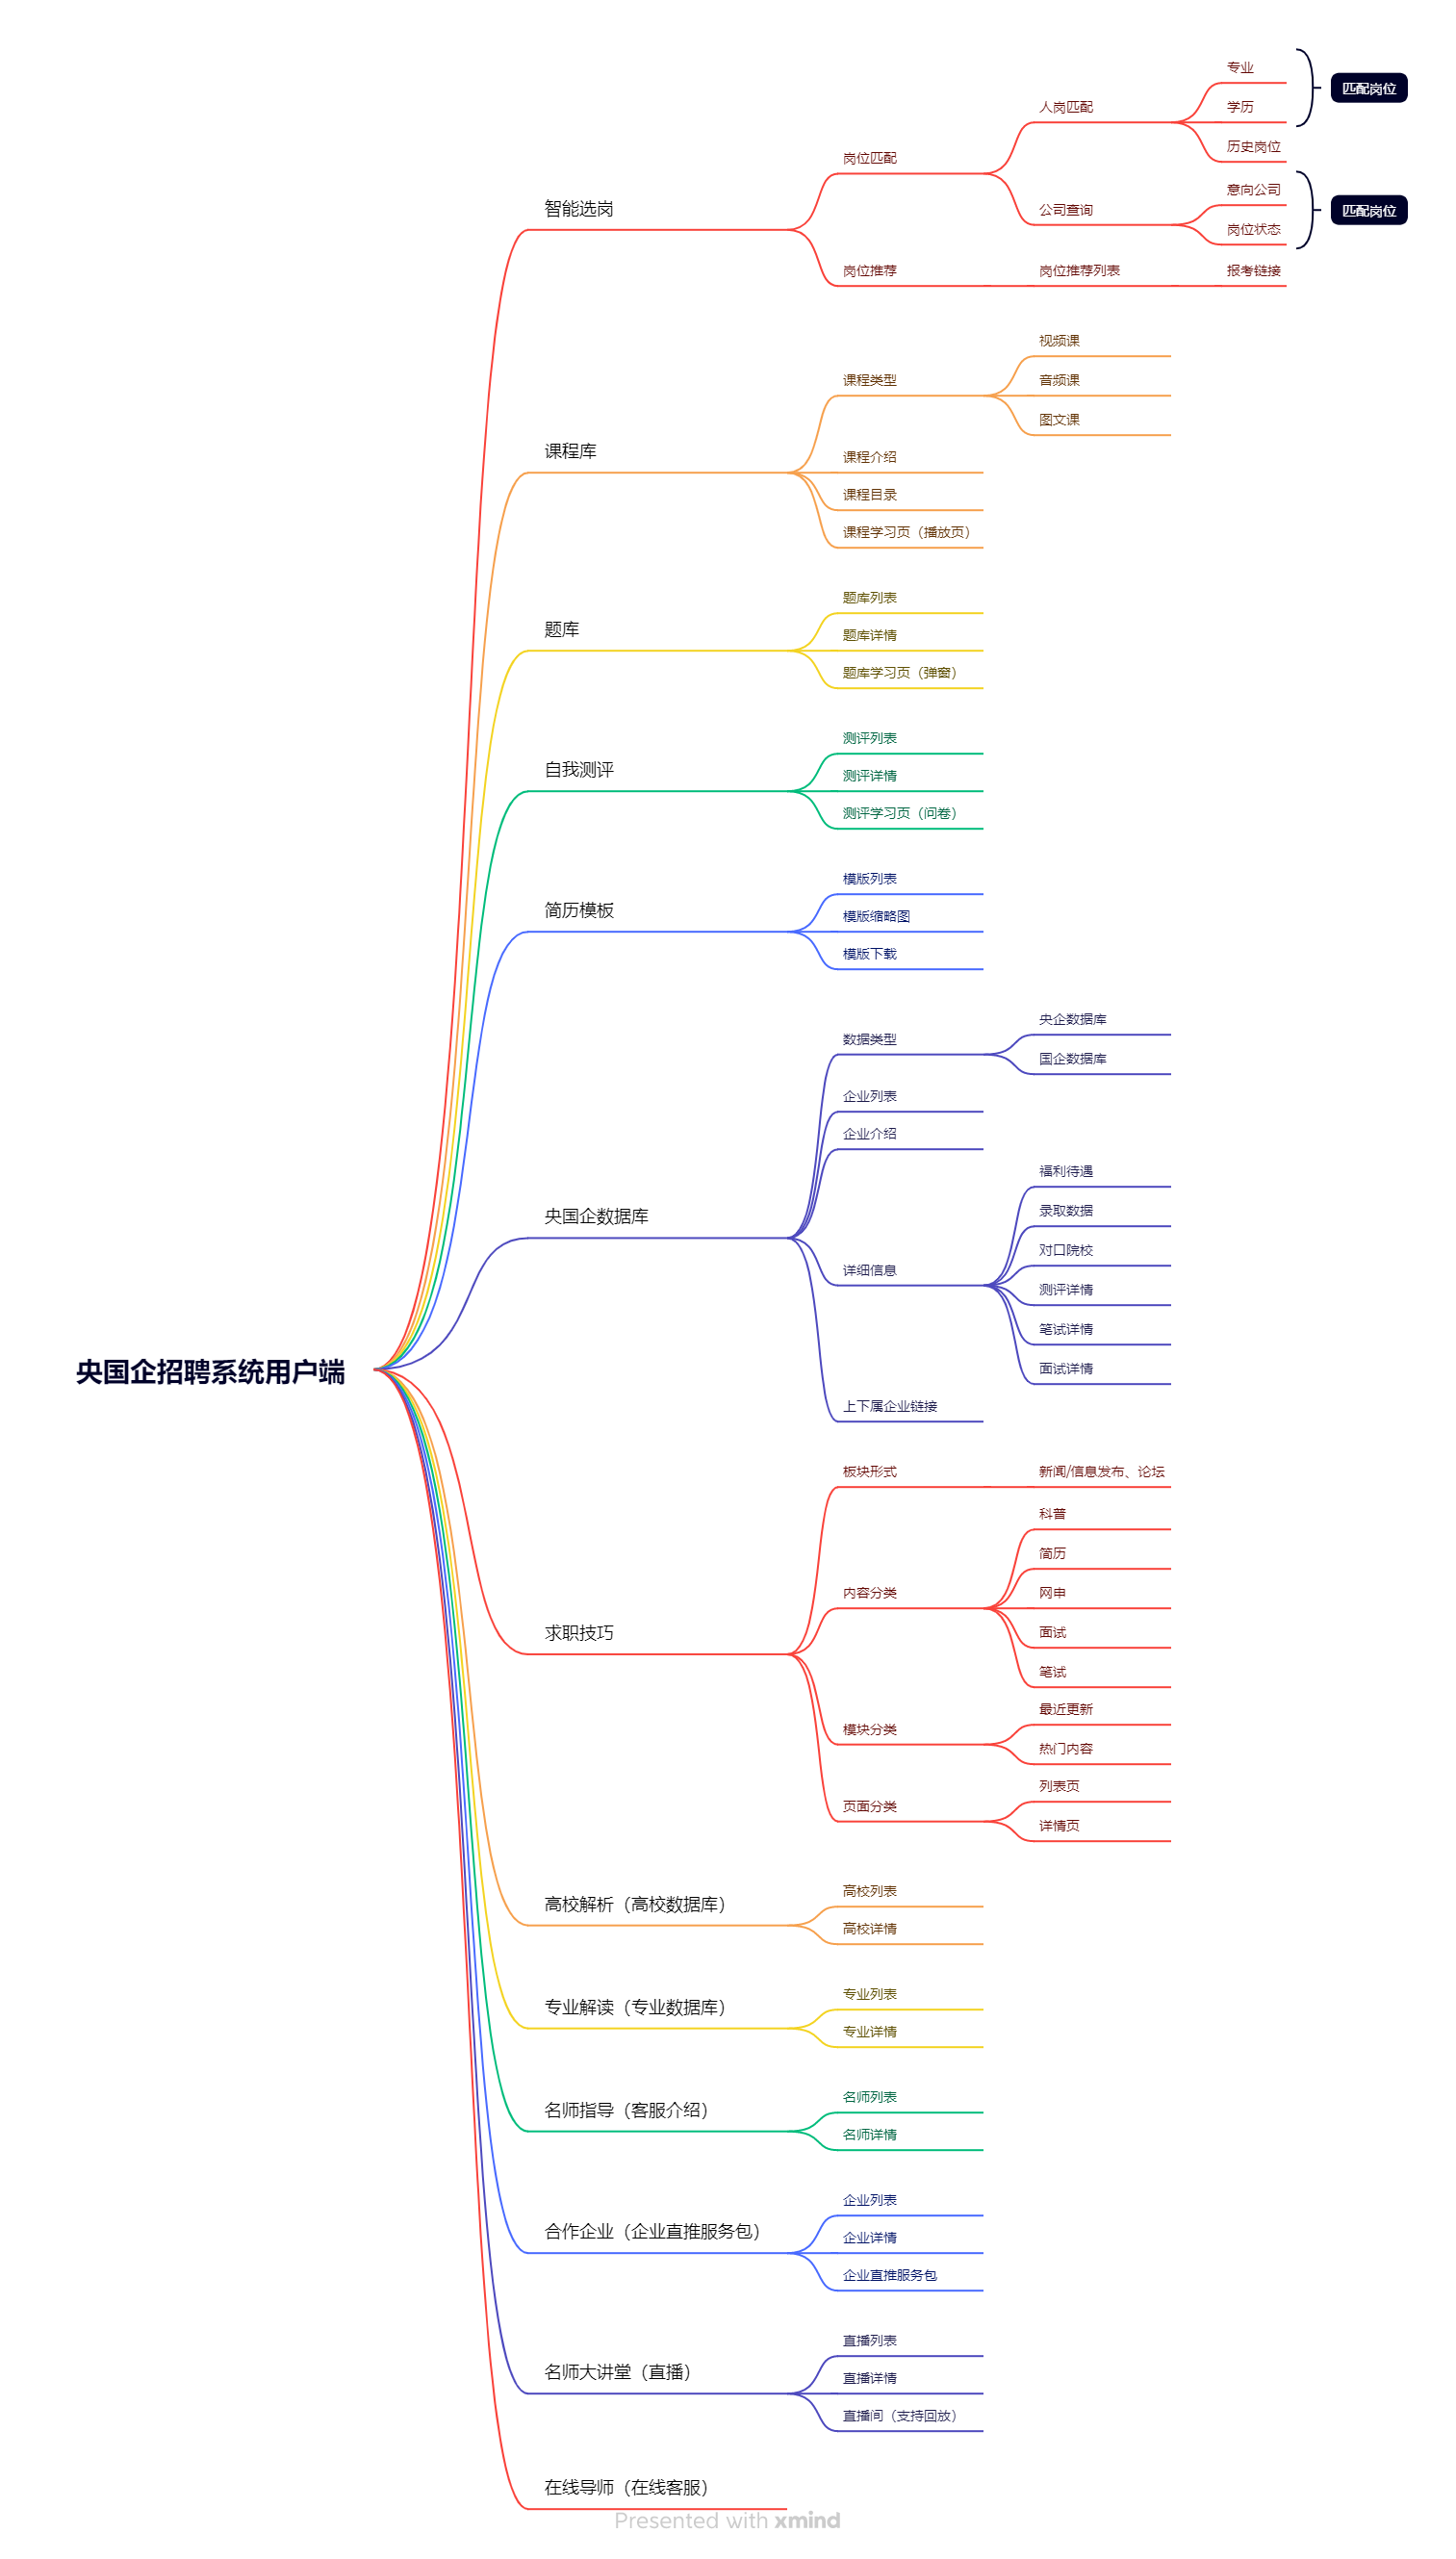 央国企招聘系统用户端
智能选岗
岗位匹配
人岗匹配
专业
学历
历史岗位
匹配岗位
公司查询
意向公司
岗位状态
匹配岗位
岗位推荐
岗位推荐列表
报考链接
课程库
课程类型
视频课
音频课
图文课
课程介绍
课程目录
课程学习页（播放页）
题库
题库列表
题库详情
题库学习页（弹窗）
自我测评
测评列表
测评详情
测评学习页（问卷）
简历模板
模版列表
模版缩略图
模版下载
央国企数据库
数据类型
央企数据库
国企数据库
企业列表
企业介绍
详细信息
福利待遇
录取数据
对口院校
测评详情
笔试详情
面试详情
上下属企业链接
求职技巧
板块形式
新闻/信息发布、论坛
内容分类
科普
简历
网申
面试
笔试
模块分类
最近更新
热门内容
页面分类
列表页
详情页
高校解析（高校数据库）
高校列表
高校详情
专业解读（专业数据库）
专业列表
专业详情
名师指导（客服介绍）
名师列表
名师详情
合作企业（企业直推服务包）
企业列表
企业详情
企业直推服务包
名师大讲堂（直播）
直播列表
直播详情
直播间（支持回放）
在线导师（在线客服）
Presented with xmind